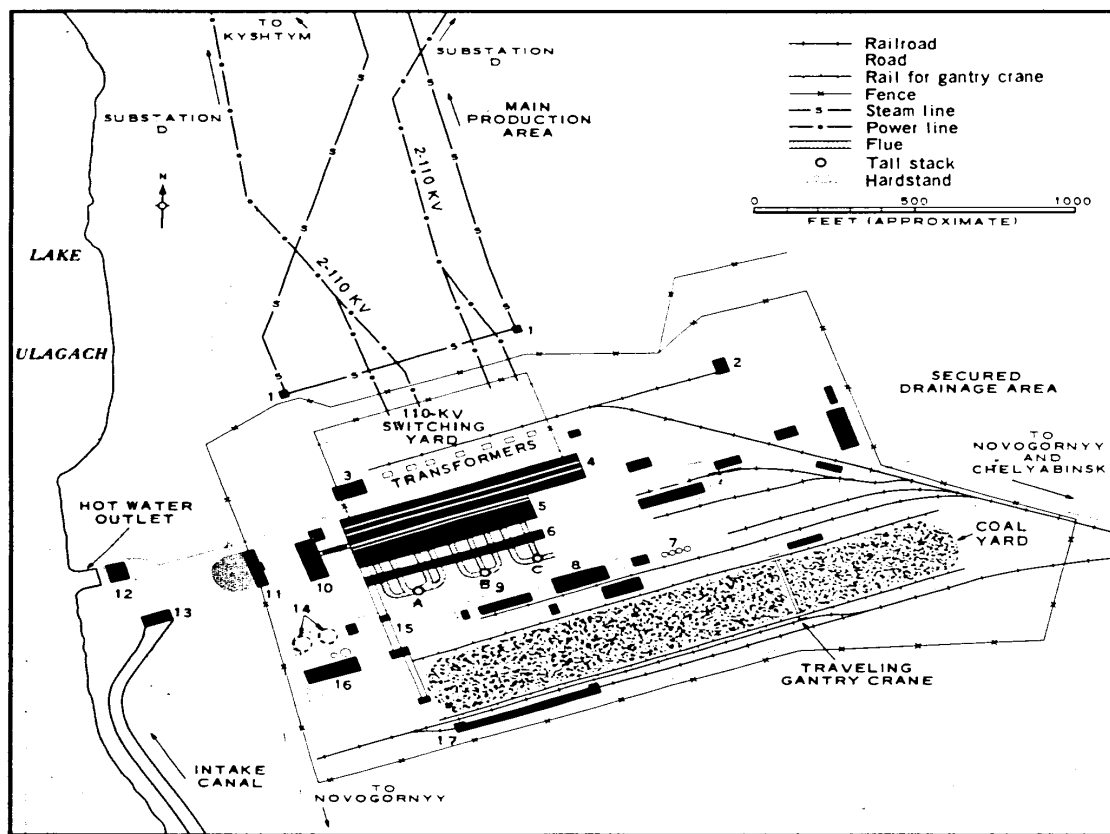 TO
KYSHTYM
SUBSTATION
D
SUBSTATION
D
MAIN
PRODUCTION
AREA
Railroad
Road
Rail for gantry crane
Fence
s Steam line
Power line
Flue
Tall stack
Hardstand
0 500 1000
FEET (APPROXIMATE)
N
2-110 KV
2-110 KV
LAKE
ULAGACH
S
S
S
S
S
S
S
S
S
S
S
S
1
1
2
SECURED
DRAINAGE AREA
110-KV
SWITCHING
YARD
TRANSFORMERS
3
4
5
6
7
8
9
10
11
12
13
14
15
16
17
A
B
C
TO
NOVOGORNYY
AND
CHELYABINSK
HOT WATER
OUTLET
COAL
YARD
TRAVELING
GANTRY CRANE
INTAKE
CANAL
TO
NOVOGORNYY